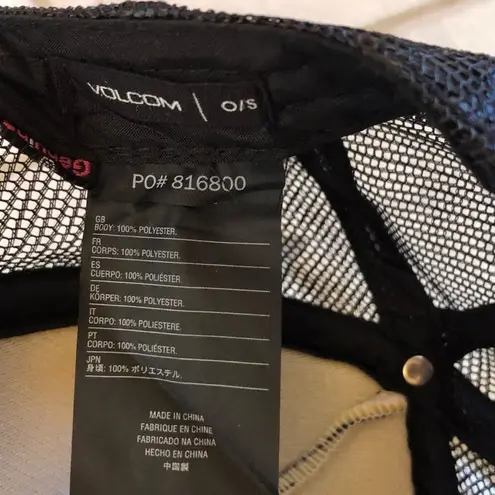 VOLCOM | O/S
Genuine
PO# 816800
GB
BODY: 100% POLYESTER.
FR
CORPS: 100% POLYESTER.
ES
CUERPO: 100% POLIÉSTER.
DE
KÖRPER: 100% POLYESTER.
IT
CORPO: 100% POLIESTERE.
PT
CORPO: 100% POLIÉSTER.
JPN
身頃: 100% ポリエステル.
MADE IN CHINA
FABRIQUE EN CHINE
FABRICADO NA CHINA
HECHO EN CHINA
中国製